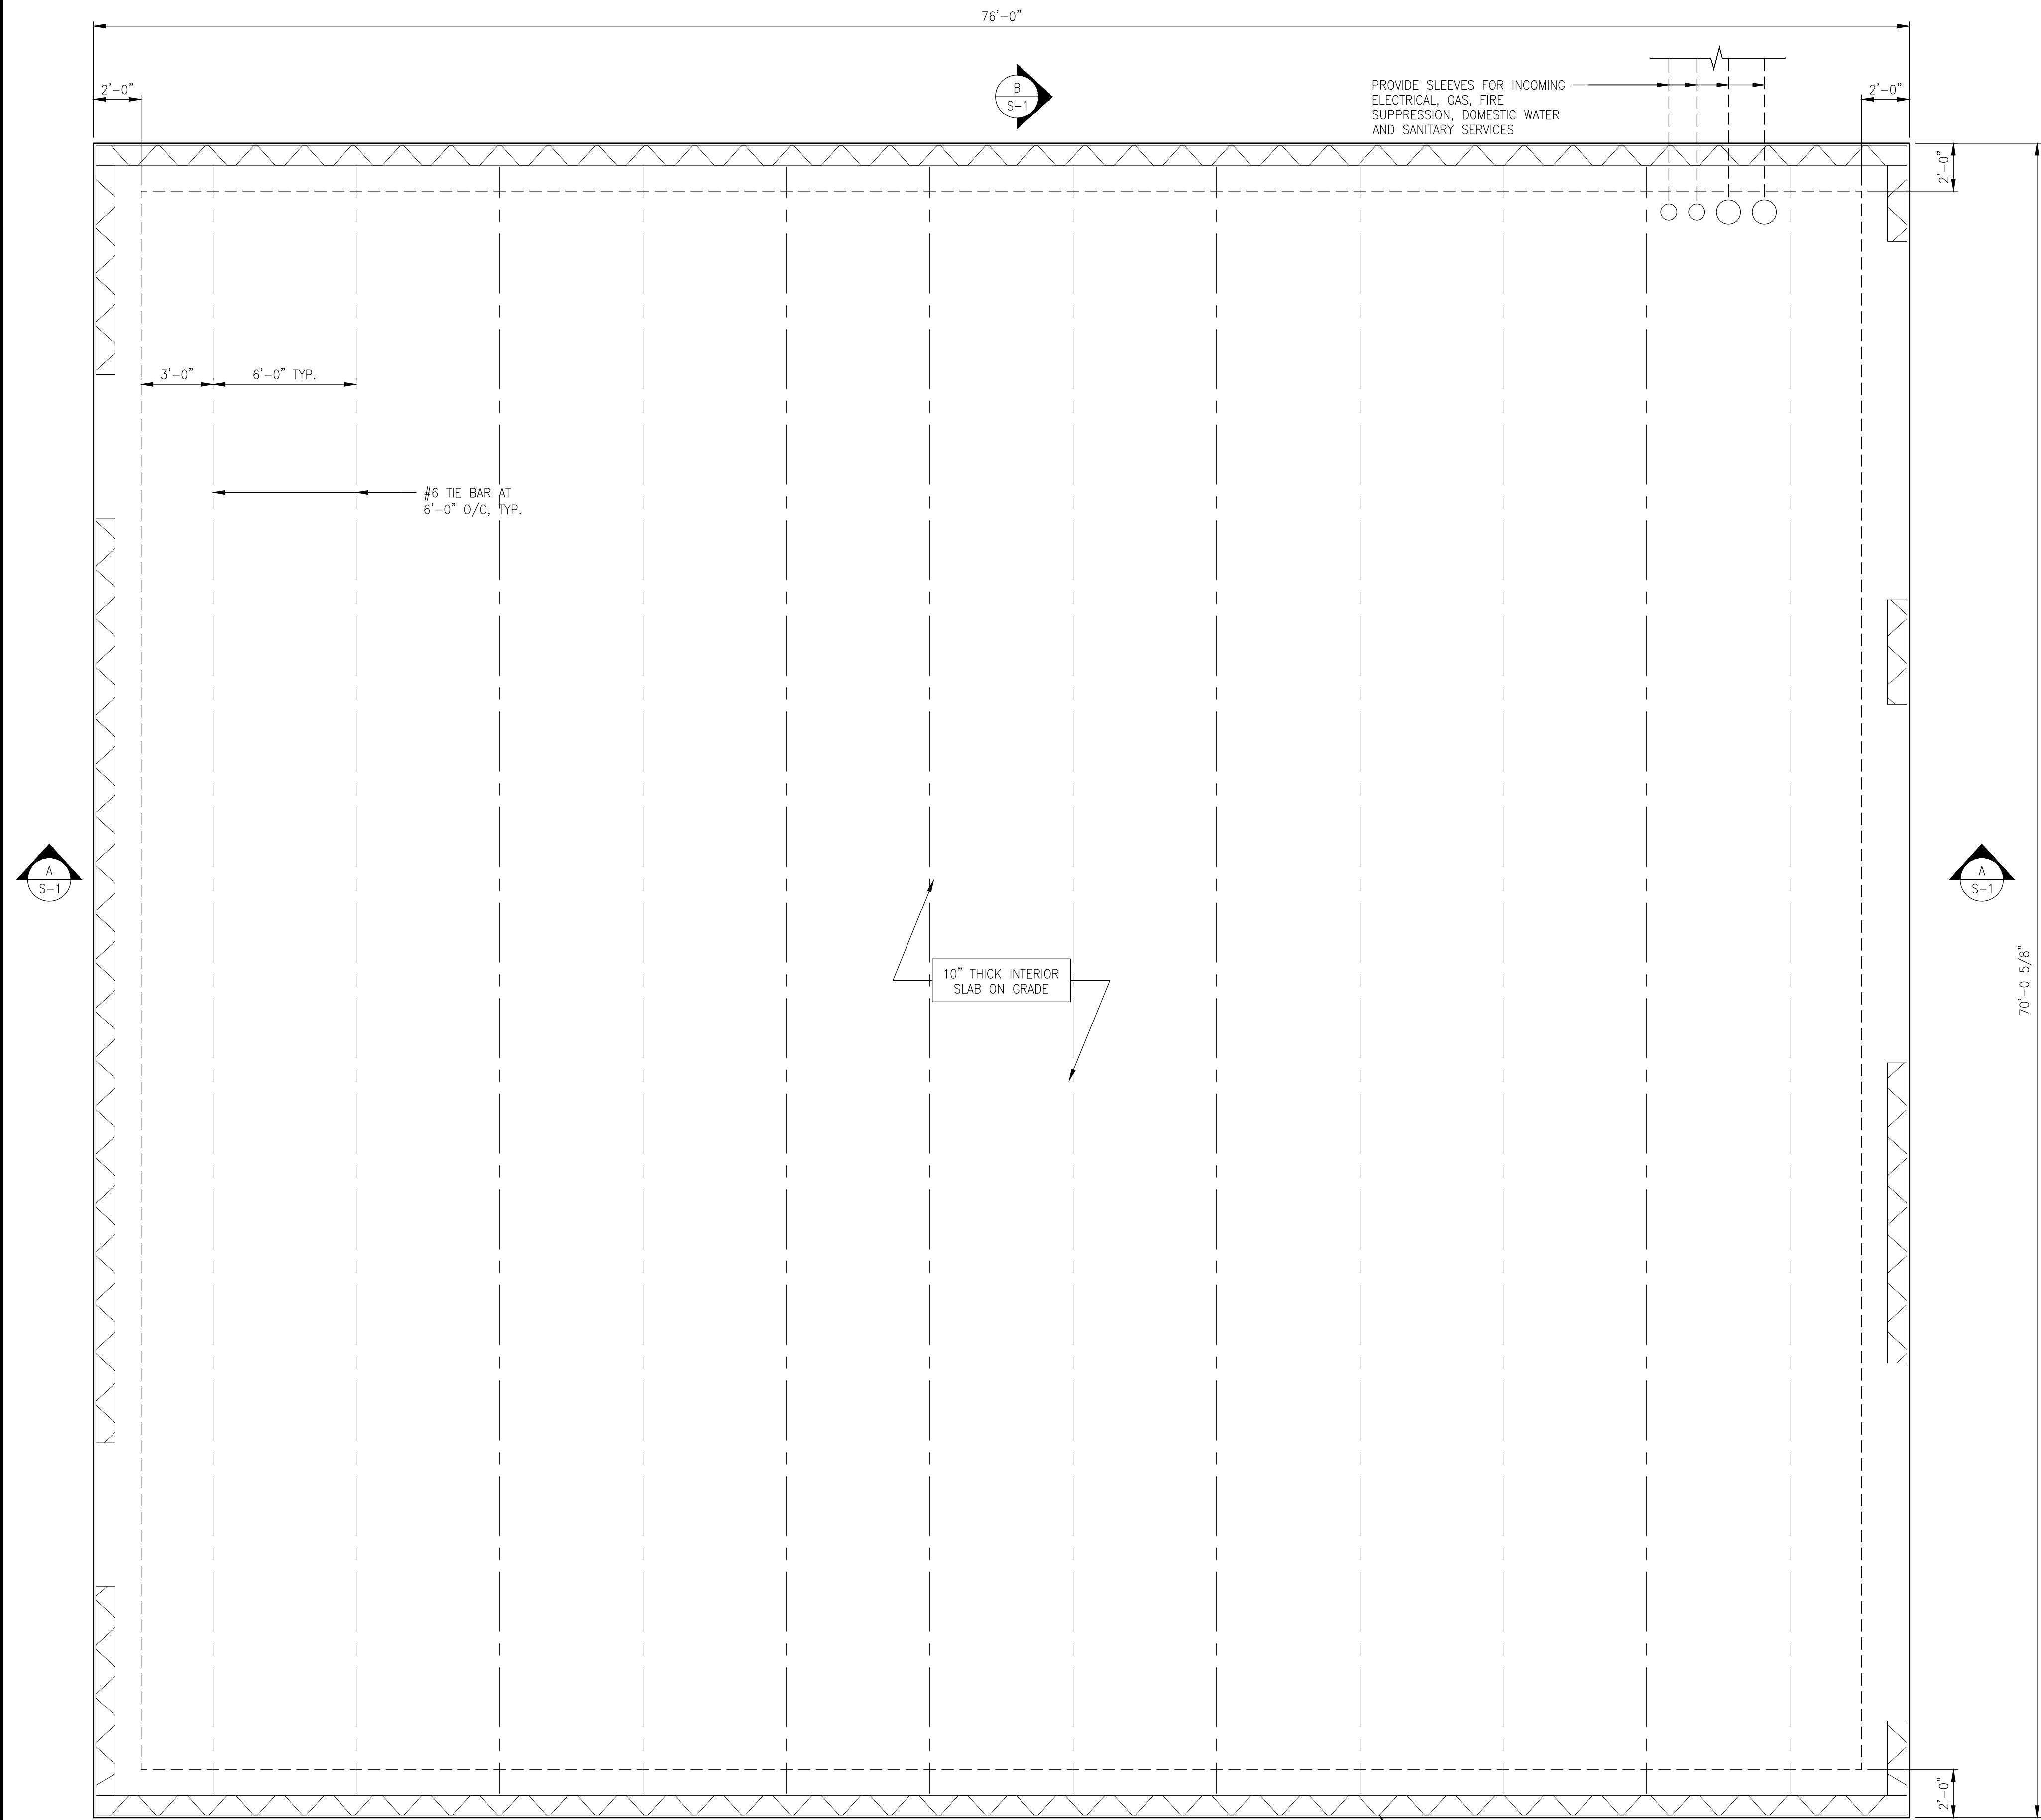 76'-0"
2'-0"
B
S-1
PROVIDE SLEEVES FOR INCOMING
ELECTRICAL, GAS, FIRE
SUPPRESSION, DOMESTIC WATER
AND SANITARY SERVICES
2'-0"
2'-0"
3'-0"
6'-0" TYP.
#6 TIE BAR AT
6'-0" O/C, TYP.
A
S-1
A
S-1
10" THICK INTERIOR
SLAB ON GRADE
70'-0 5/8"
2'-0"